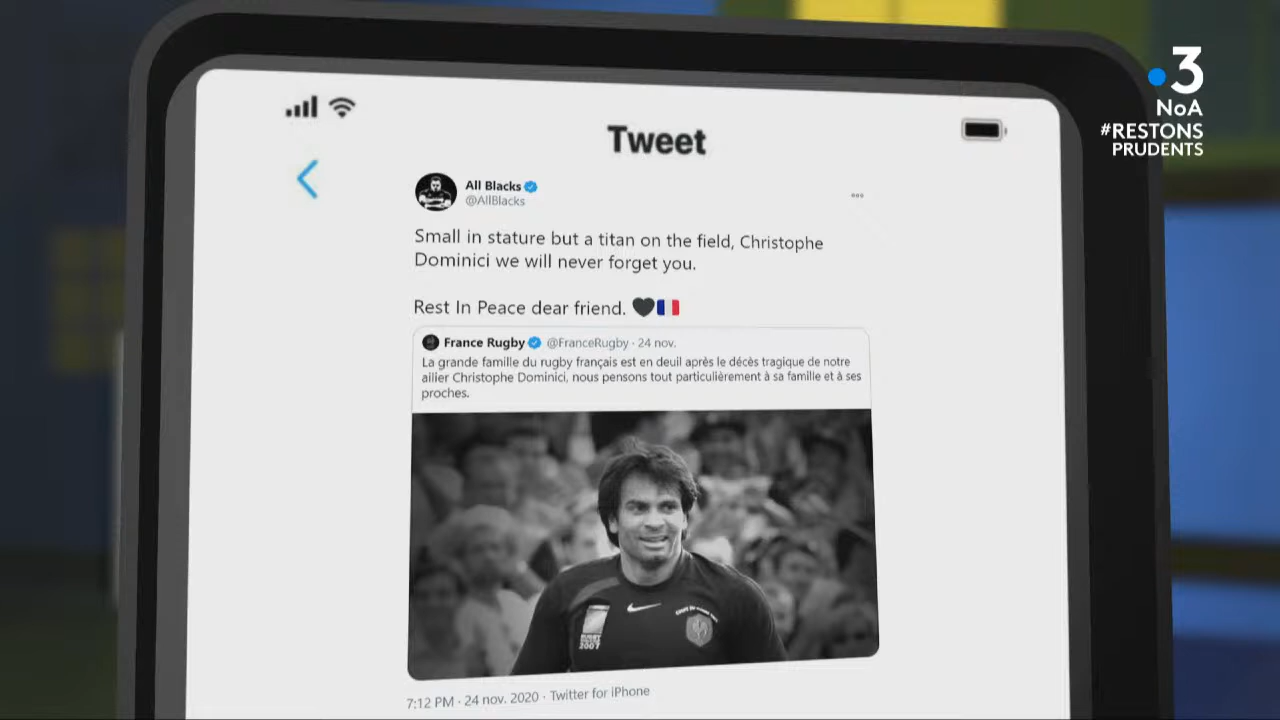 3
NoA
#RESTONS
PRUDENTS
Tweet
All Blacks
@AllBlacks
Small in stature but a titan on the field, Christophe
Dominici we will never forget you.
Rest In Peace dear friend. 🖤🇫🇷
France Rugby @FranceRugby · 24 nov.
La grande famille du rugby français est en deuil après le décès tragique de notre
ailier Christophe Dominici, nous pensons tout particulièrement à sa famille et à ses
proches.
RUGBY
2007
7:12 PM · 24 nov. 2020 · Twitter for iPhone